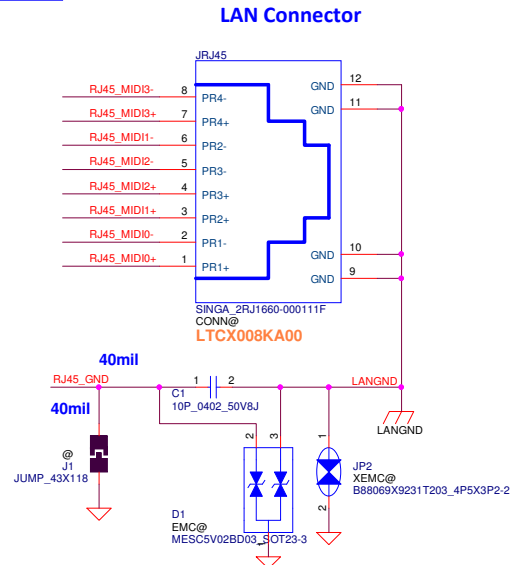 LAN Connector
JRJ45
RJ45_MIDI3- 8 PR4- GND 12
RJ45_MIDI3+ 7 PR4+ GND 11
RJ45_MIDI1- 6 PR2-
RJ45_MIDI2- 5 PR3-
RJ45_MIDI2+ 4 PR3+
RJ45_MIDI1+ 3 PR2+
RJ45_MIDI0- 2 PR1- GND 10
RJ45_MIDI0+ 1 PR1+ GND 9
SINGA_2RJ1660-000111F
CONN@
LTCX008KA00
40mil
RJ45_GND 1 2 LANGND
40mil
C1
10P_0402_50V8J
LANGND
@
J1
JUMP_43X118
2 3
1
JP2
XEMC@
B88069X9231T203_4P5X3P2-2
2
D1
EMC@
MESC5V02BD03_SOT23-3
1